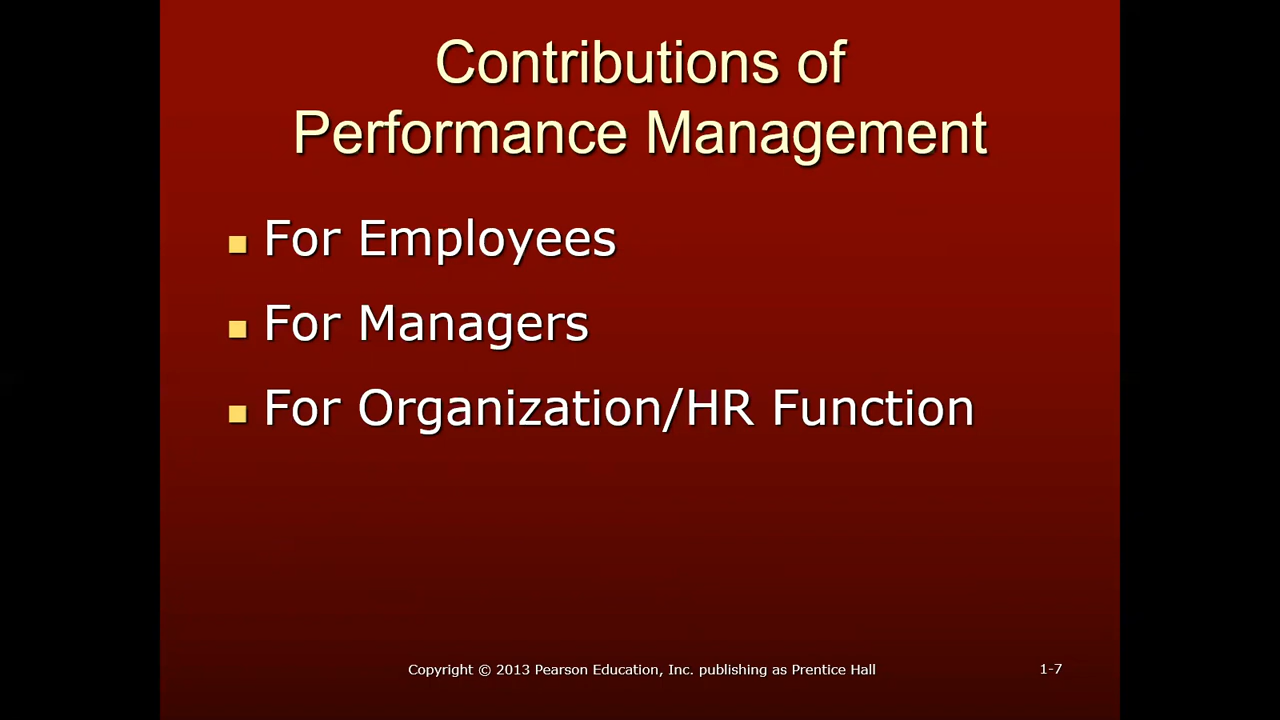 Contributions of
Performance Management
For Employees
For Managers
For Organization/HR Function
Copyright © 2013 Pearson Education, Inc. publishing as Prentice Hall
1-7